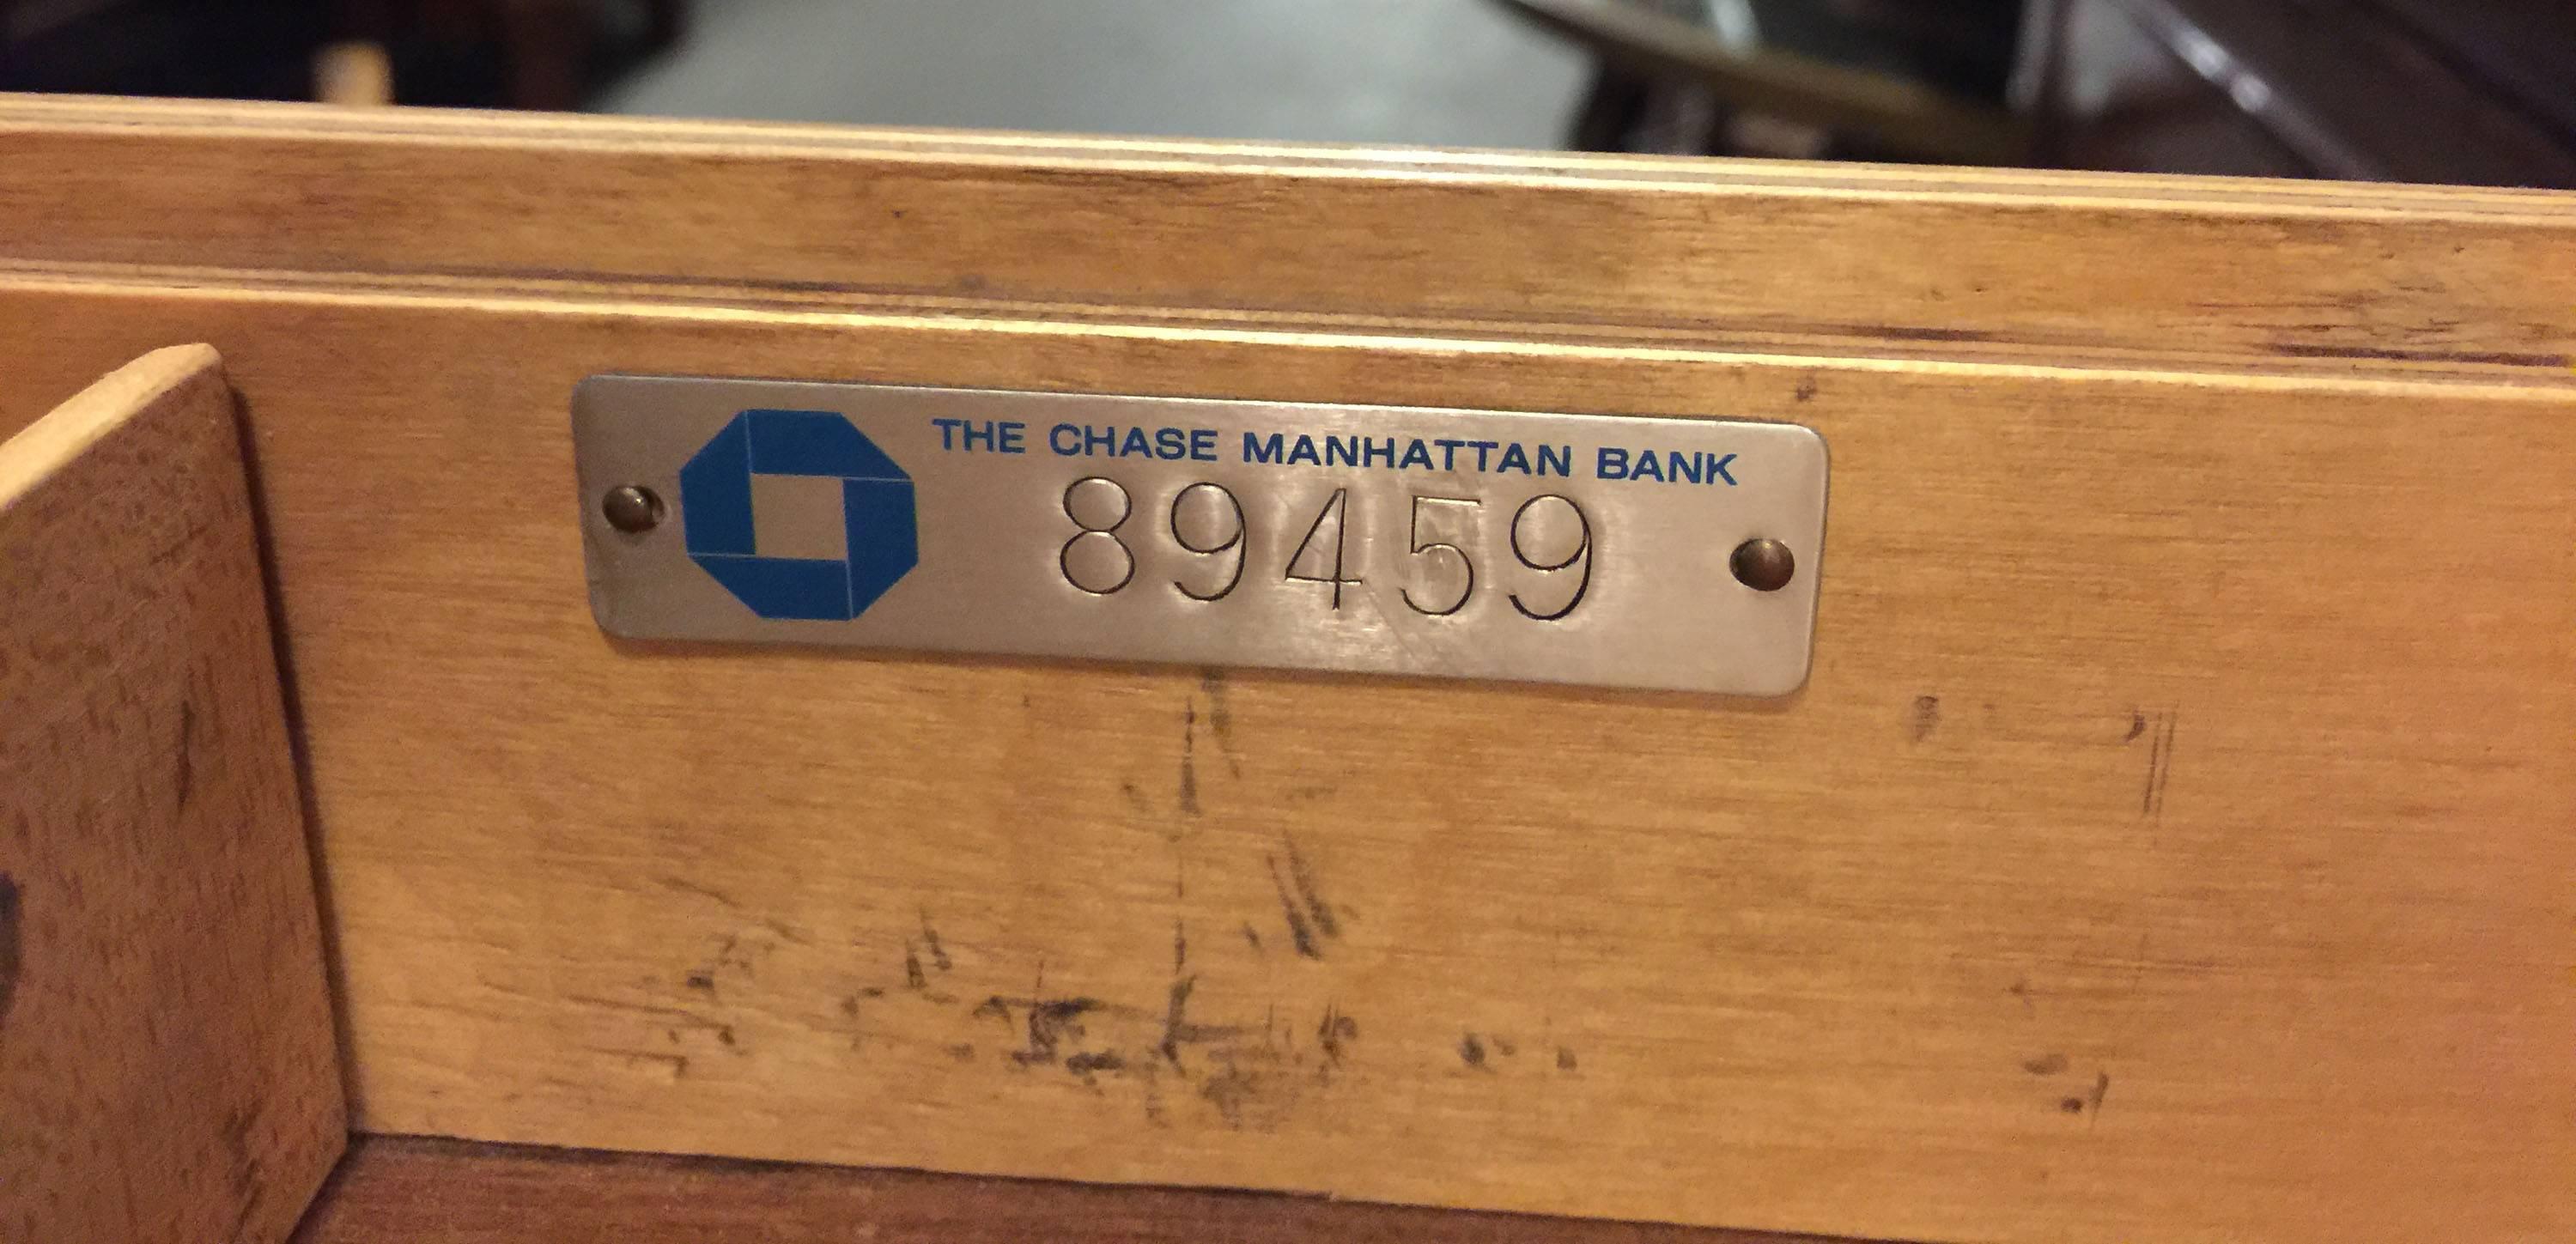 THE CHASE MANHATTAN BANK
89459